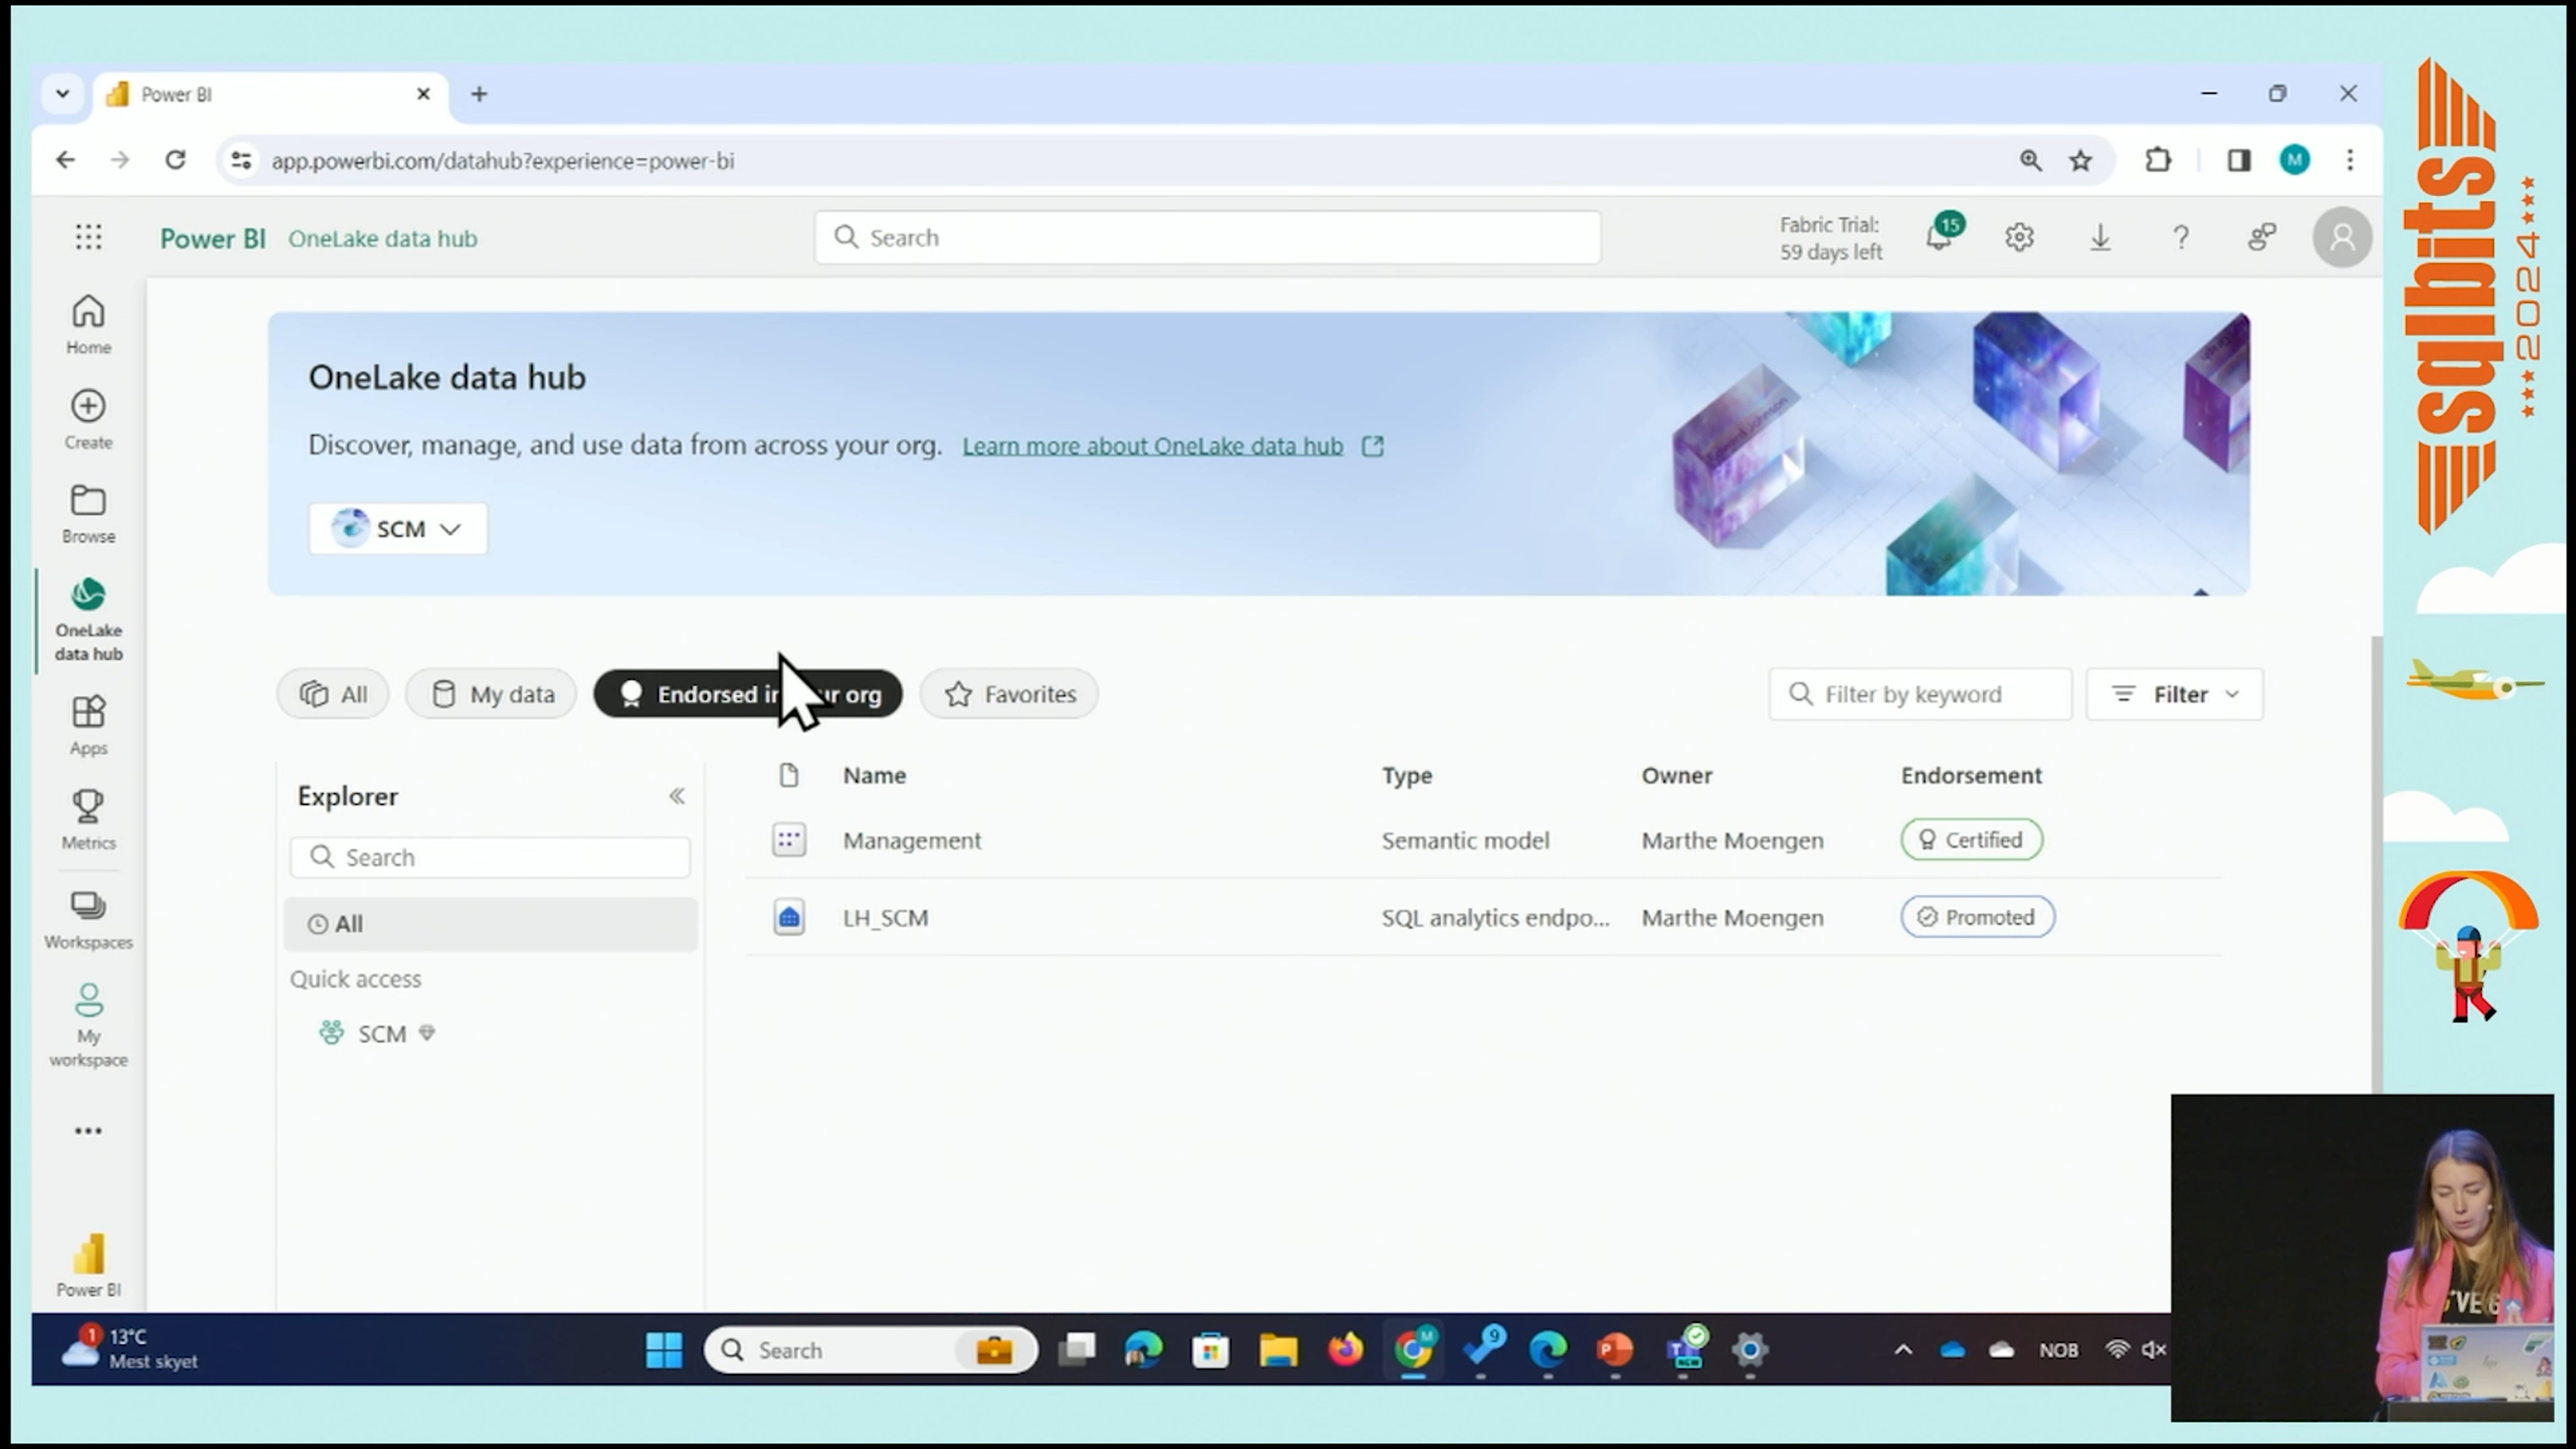 Power BI
app.powerbi.com/datahub?experience=power-bi
M
Power BI OneLake data hub
Search
Fabric Trial:
59 days left
15
Home
Create
Browse
OneLake
data hub
Apps
Metrics
Workspaces
My
workspace
Power BI
OneLake data hub
Discover, manage, and use data from across your org. Learn more about OneLake data hub
SCM
All
My data
Endorsed in
ur org
Favorites
Filter by keyword
Filter
Explorer
Search
All
Quick access
SCM
Name Type Owner Endorsement
Management Semantic model Marthe Moengen Certified
LH_SCM SQL analytics endpo... Marthe Moengen Promoted
1
13°C
Mest skyet
Search
M
9
P
T
NEW
NOB
sqlbits
2024